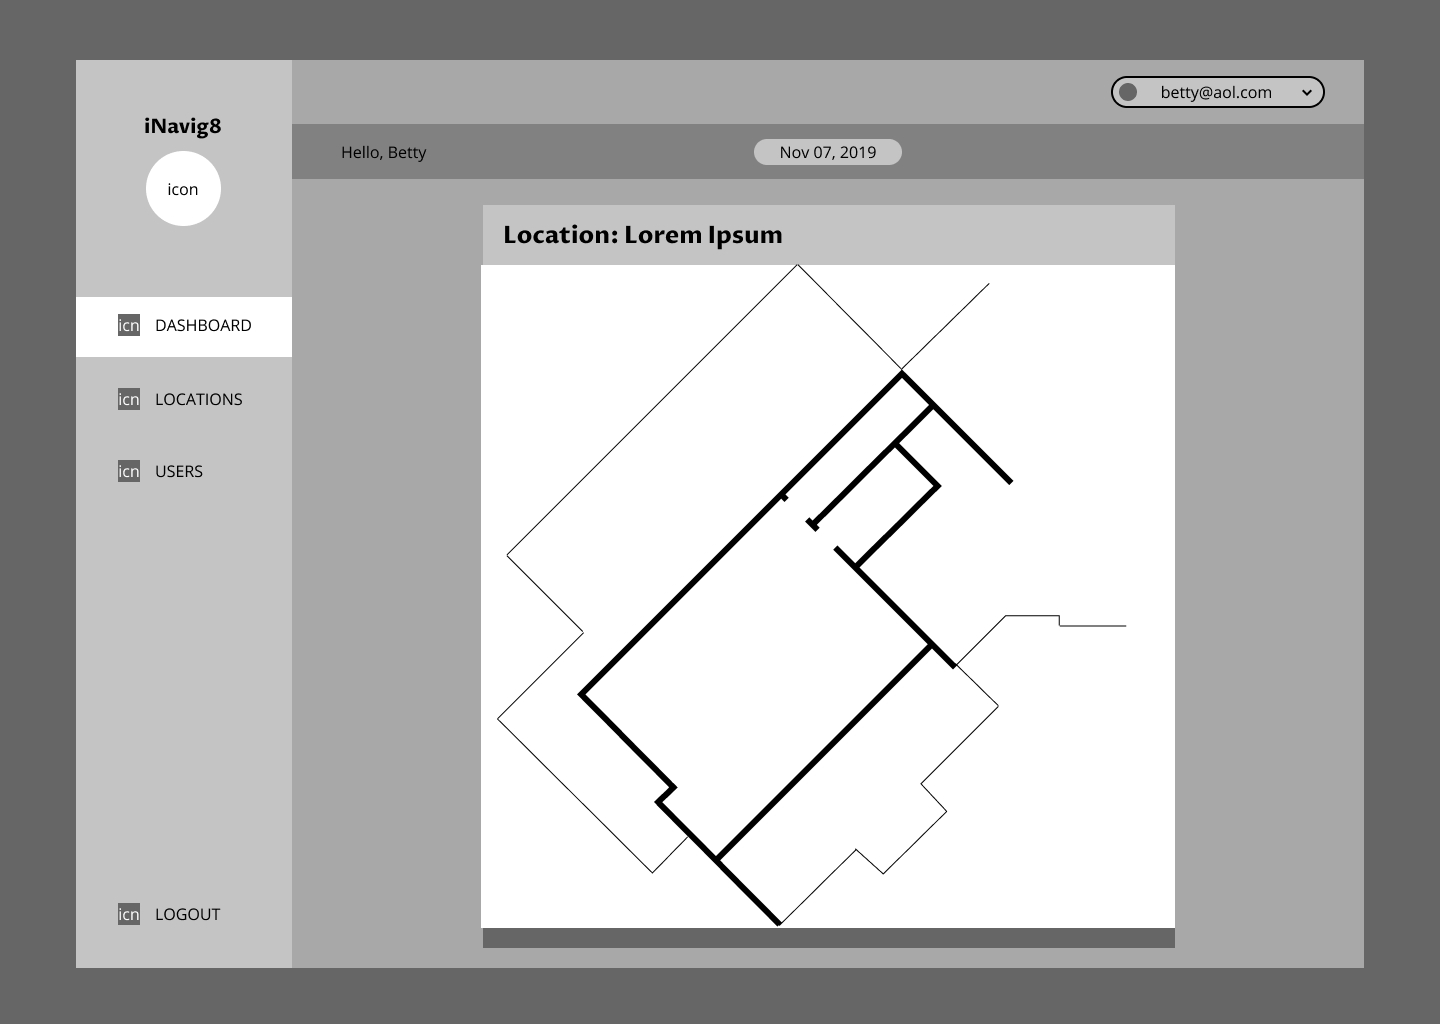 iNavig8
icon
icn DASHBOARD
icn LOCATIONS
icn USERS
icn LOGOUT
betty@aol.com
Hello, Betty
Nov 07, 2019
Location: Lorem Ipsum